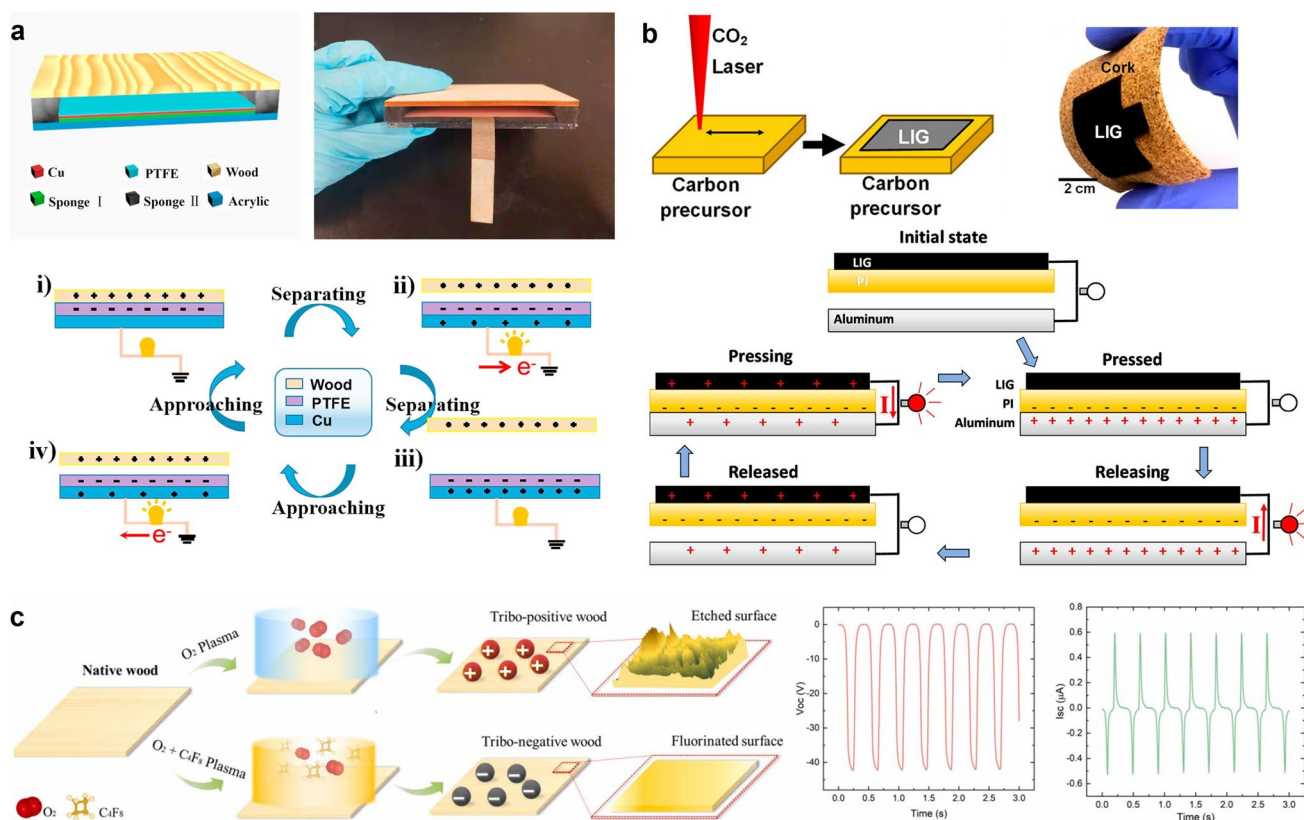 a
Cu
PTFE
Wood
Sponge I
Sponge II
Acrylic
i)
Separating
ii)
e-
Approaching
Wood
PTFE
Cu
Separating
iv)
e-
Approaching
iii)
b
CO2
Laser
LIG
Carbon
precursor
Carbon
precursor
Cork
LIG
2 cm
Initial state
LIG
PI
Aluminum
Pressing
I
Pressed
LIG
PI
Aluminum
Released
Releasing
I
c
Native wood
O2 Plasma
O2 + C4F8 Plasma
O2
C4F8
Tribo-positive wood
Etched surface
Tribo-negative wood
Fluorinated surface
Voc (V)
0
-10
-20
-30
-40
0.0 0.5 1.0 1.5 2.0 2.5 3.0
Time (s)
Isc (μA)
0.8
0.6
0.4
0.2
0.0
-0.2
-0.4
-0.6
0.0 0.5 1.0 1.5 2.0 2.5 3.0
Time (s)